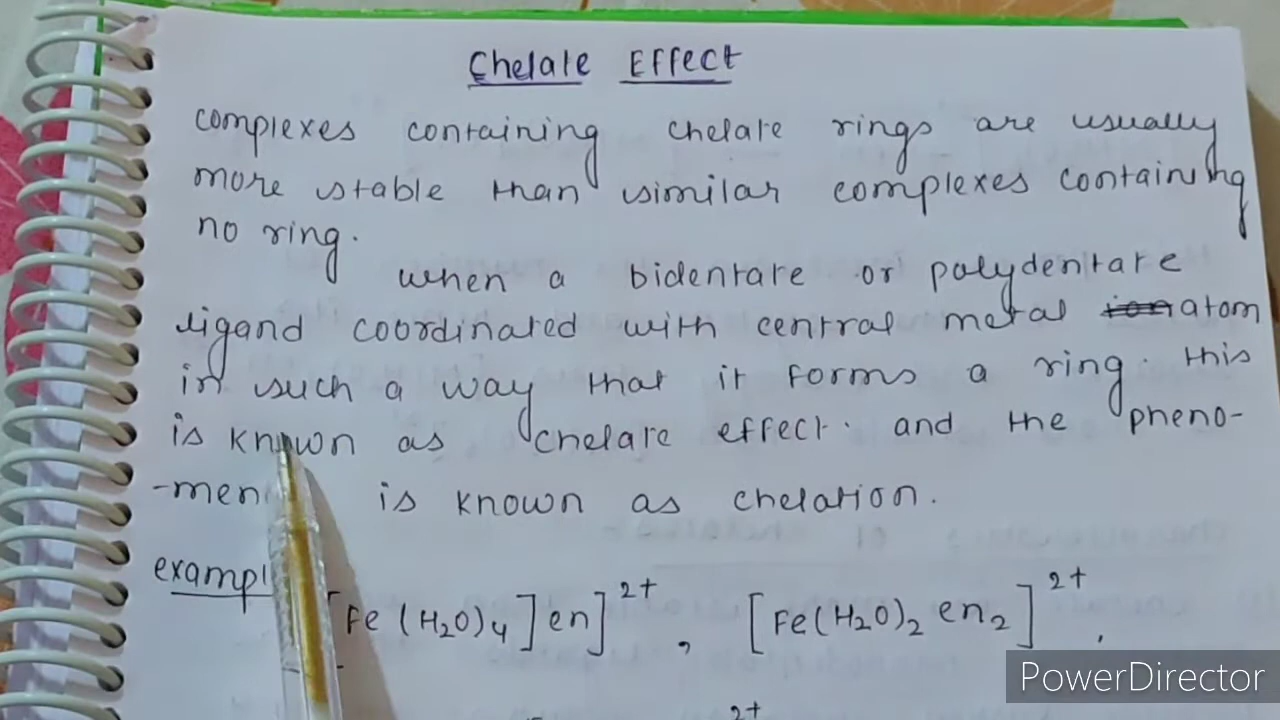 Chelate Effect
complexes containing chelate rings are usually
more stable than similar complexes containing
no ring.
when a bidentate or polydentate
ligand coordinated with central metal ion atom
in such a way that it forms a ring. this
is known as chelate effect. and the pheno-
-men is known as chelation.
exampl
[Fe (H2O)4] en]2+ , [Fe(H2O)2 en2]2+ ,
2+
PowerDirector